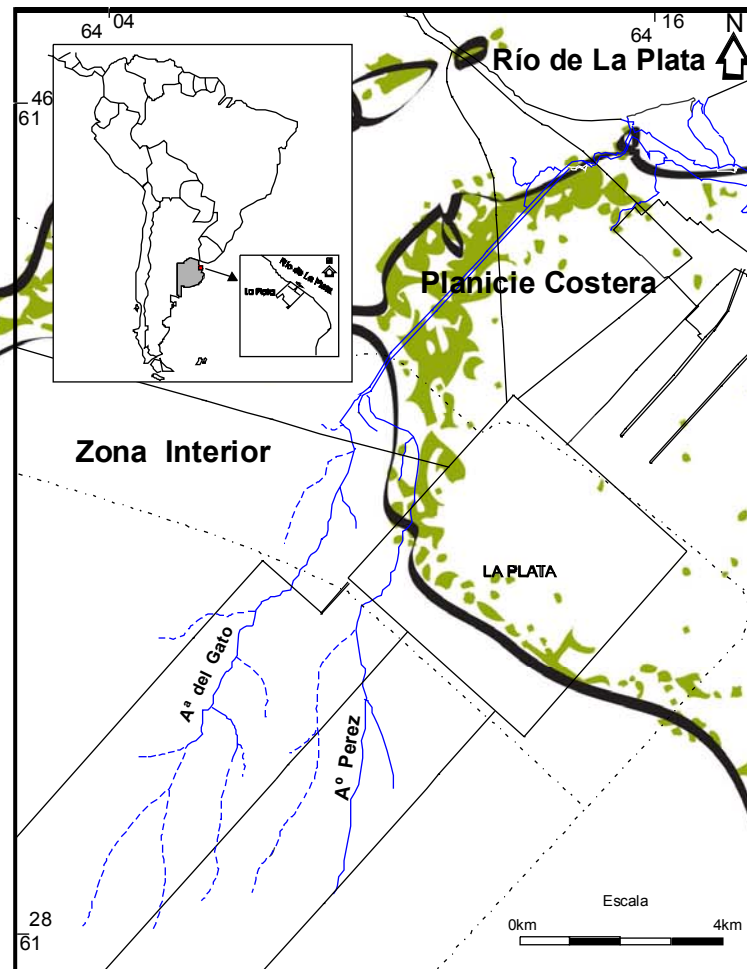 04
64
16
64
N
Río de La Plata
46
61
N
Río de La Plata
La Plata
Planicie Costera
Zona Interior
LA PLATA
Aª del Gato
Aº Perez
Escala
0km
4km
28
61